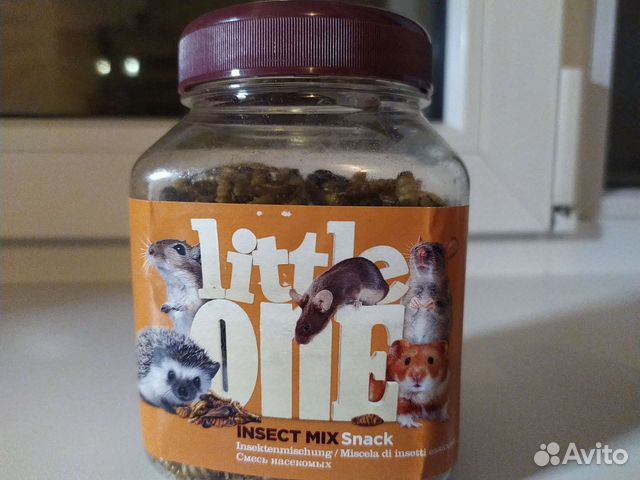 little
ONE
INSECT MIX Snack
Insektenmischung / Miscela di insetti
Смесь насекомых
Avito